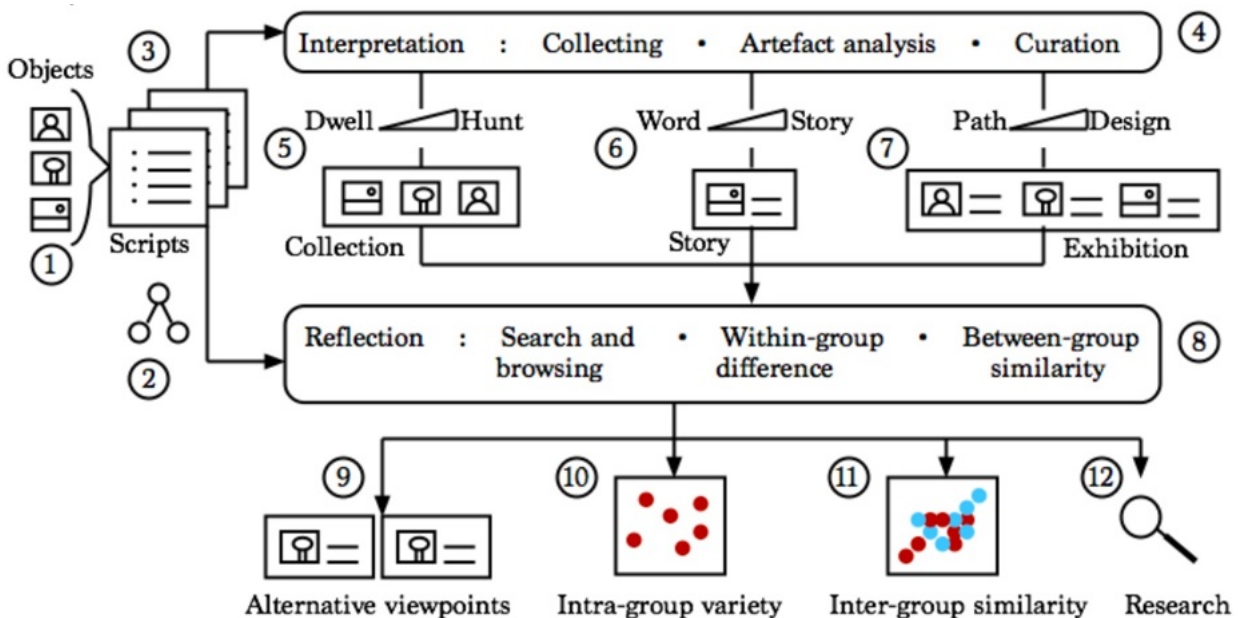 Objects
1
Scripts
2
3
Interpretation : Collecting • Artefact analysis • Curation
4
Dwell Hunt
5
Collection
Word Story
6
Story
Path Design
7
Exhibition
Reflection : Search and browsing • Within-group difference • Between-group similarity
8
9
Alternative viewpoints
10
Intra-group variety
11
Inter-group similarity
12
Research